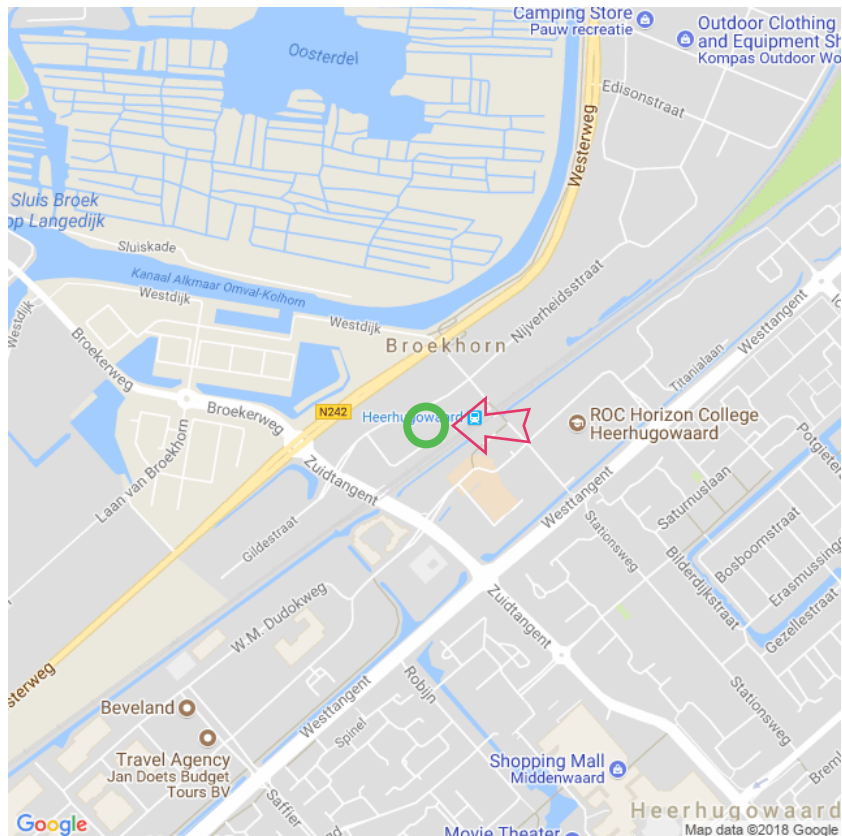 Camping Store
Pauw recreatie
Outdoor Clothing
and Equipment Sh
Kompas Outdoor Wo
Oosterdel
Edisonstraat
Westerweg
Sluis Broek
op Langedijk
Sluiskade
Kanaal Alkmaar Omval-Kolhorn
Westdijk
Westdijk
Westdijk
Nijverheidsstraat
Westtangent
Broekerweg
Broekhorn
Titanialaan
Broekerweg
N242
Heerhugowaard
ROC Horizon College
Heerhugowaard
Potgieter
Laan van Broekhorn
Zuidtangent
Saturnuslaan
Westtangent
Gildestraat
Stationsweg
Bosboomstraat
Erasmussinge
Bilderdijkstraat
Gezellestraat
W.M.-Dudokweg
Zuidtangent
sterweg
Robijn
Westtangent
Beveland
Spinel
Stationsweg
Travel Agency
Jan Doets Budget
Tours BV
Saffier
Shopping Mall
Middenwaard
Breml
Heerhugowaard
Google
Movie Theater
Map data ©2018 Google